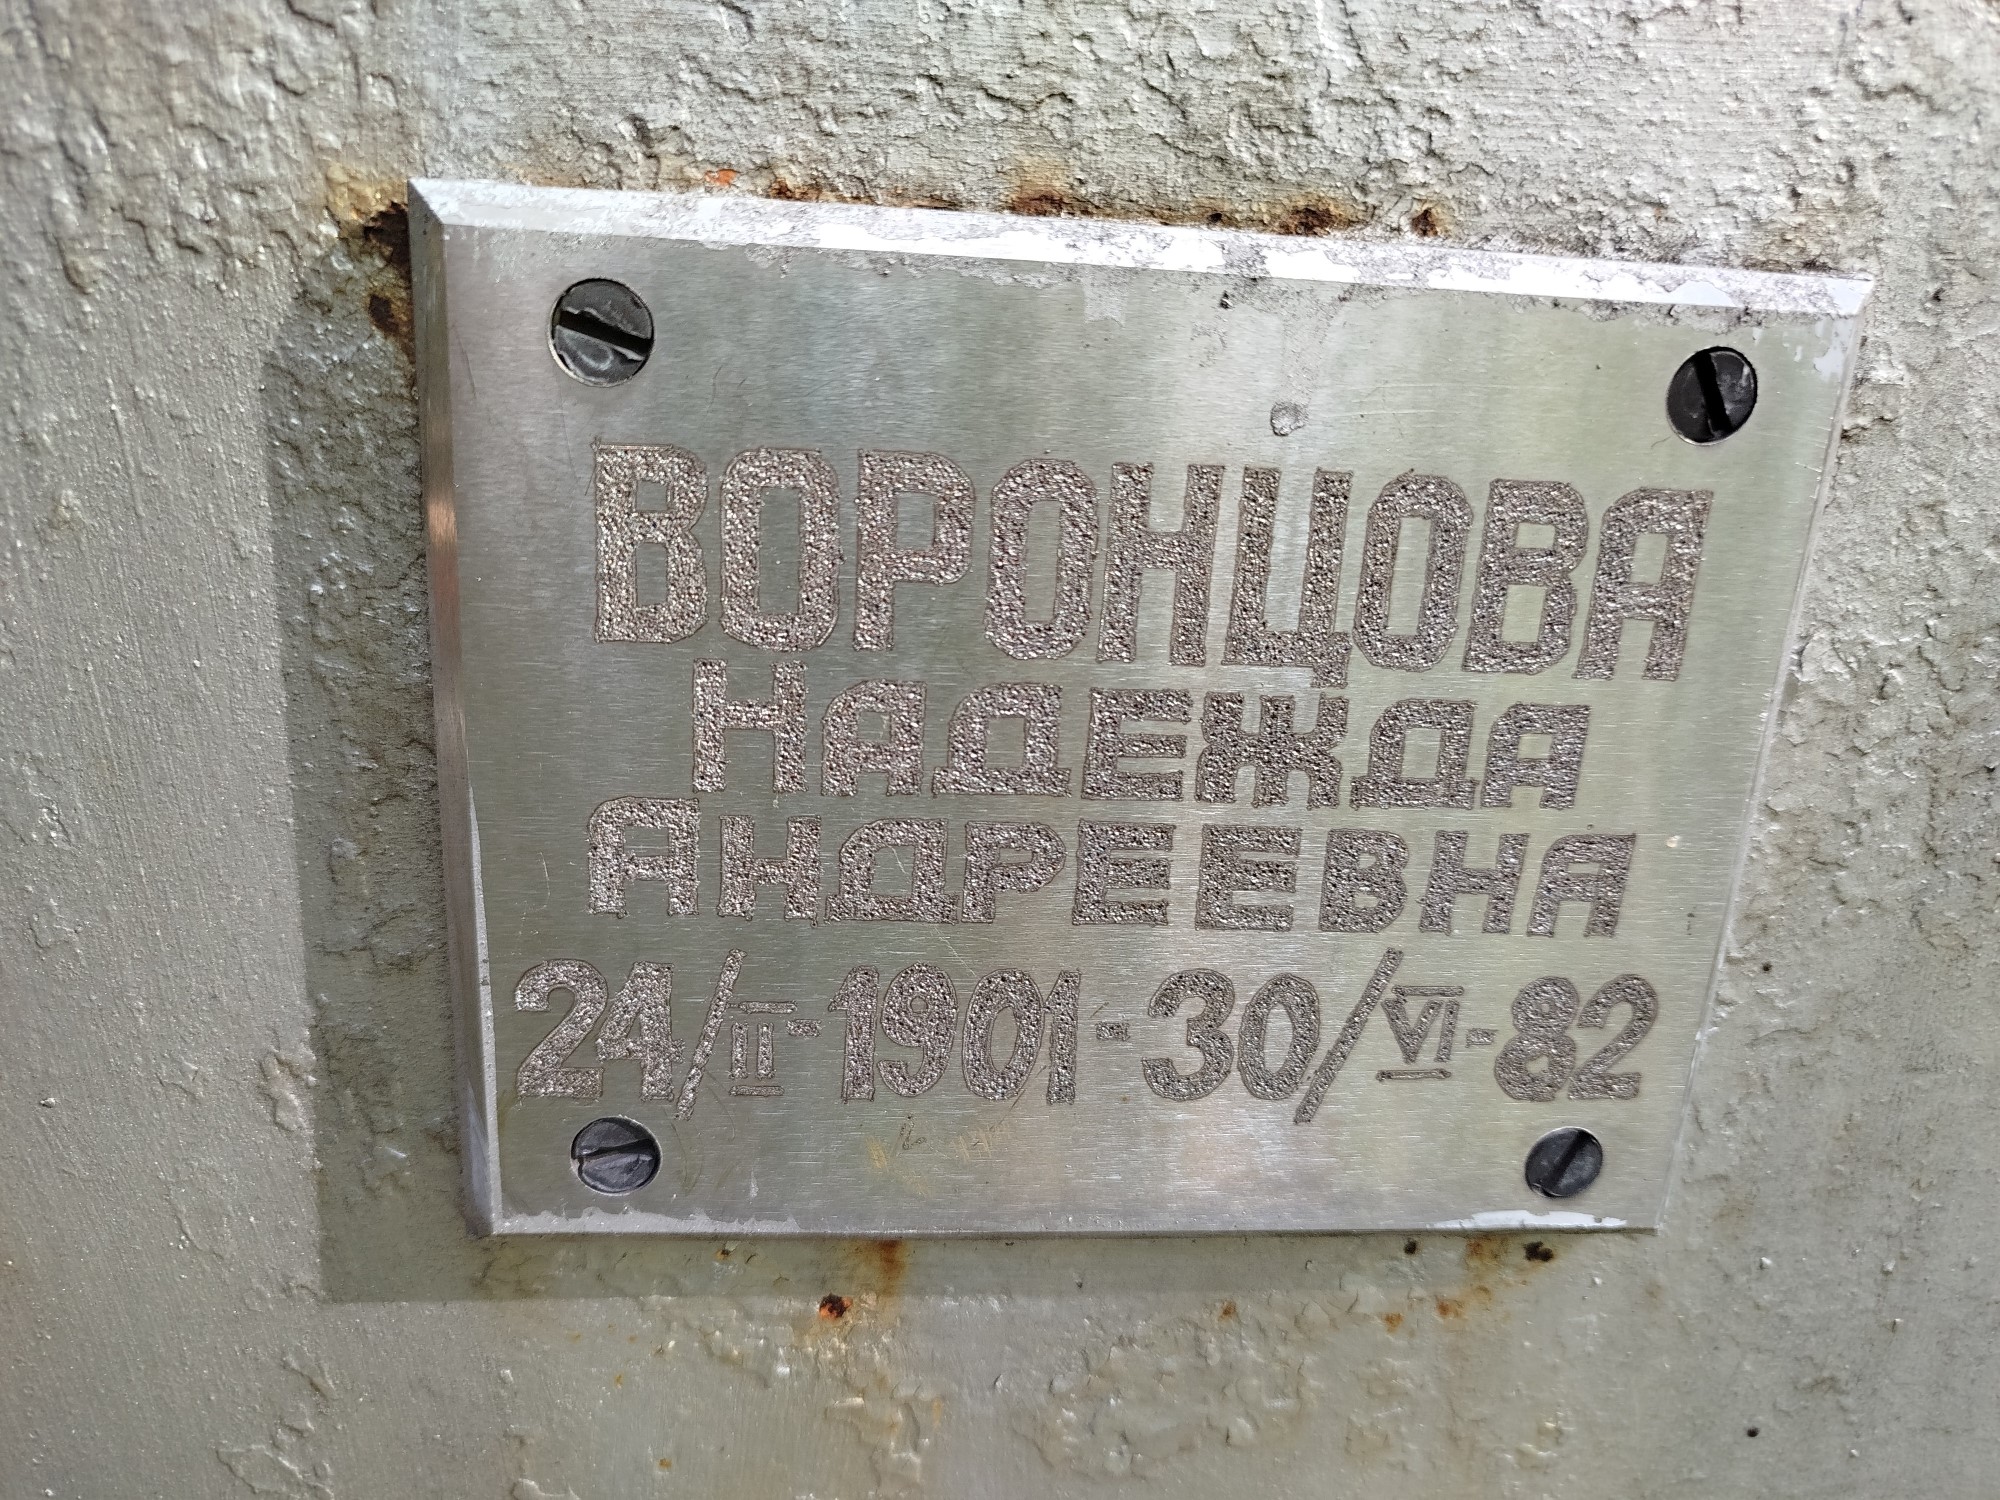 ВОРОНЦОВА
НАДЕЖДА
АНДРЕЕВНА
24/II-1901-30/VI-82